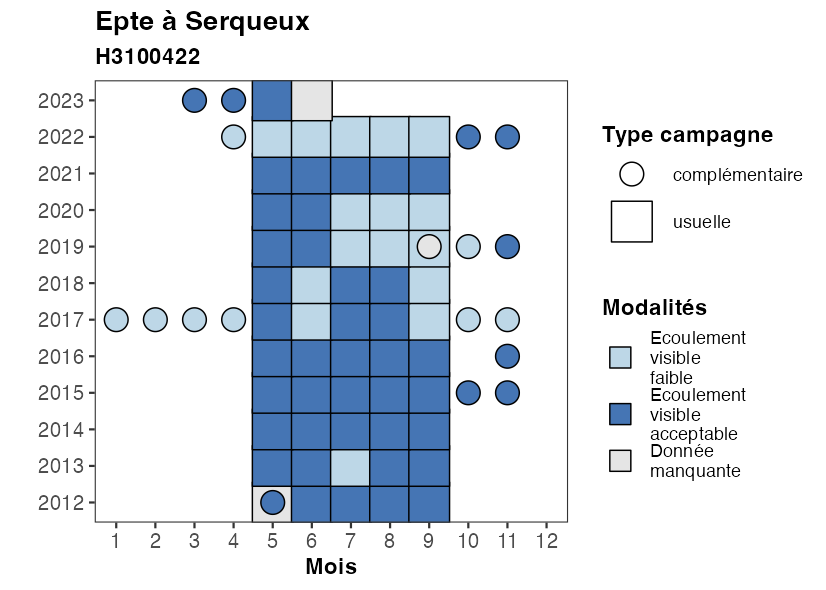 Epte à Serqueux
H3100422
2023
2022
2021
2020
2019
2018
2017
2016
2015
2014
2013
2012
1 2 3 4 5 6 7 8 9 10 11 12
Mois
Type campagne
complémentaire
usuelle
Modalités
Ecoulement
visible
faible
Ecoulement
visible
acceptable
Donnée
manquante